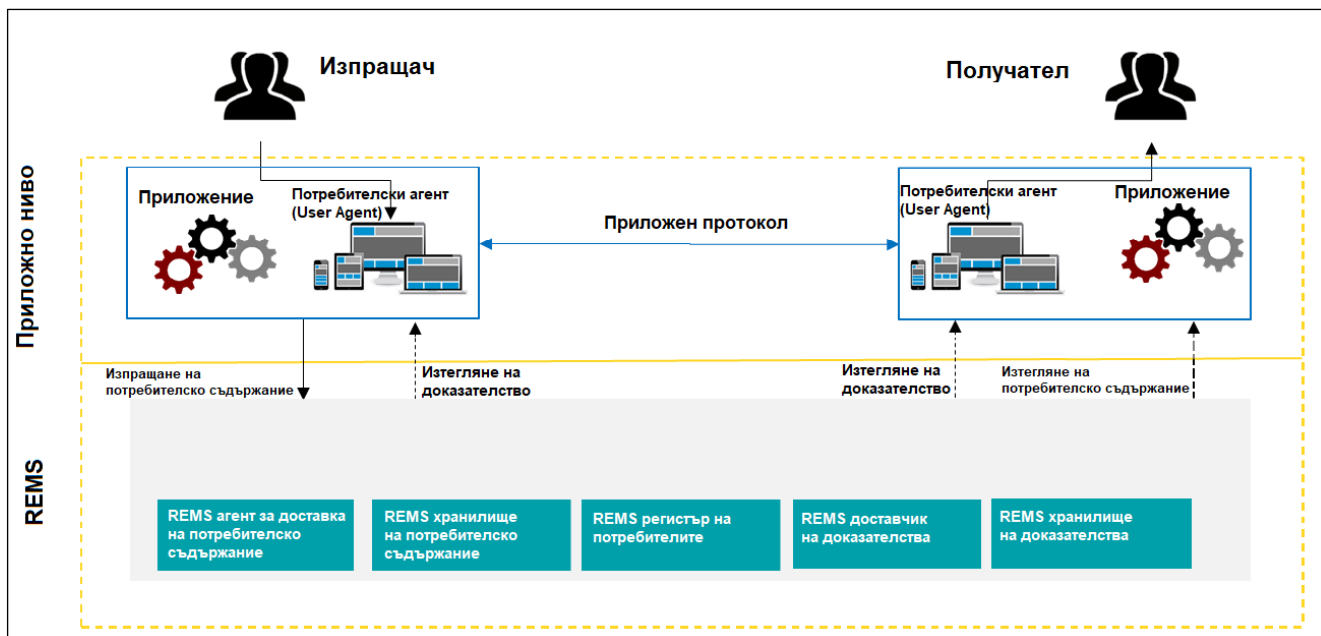 Изпращач
Получател
Приложно ниво
Приложение
Потребителски агент
(User Agent)
Приложен протокол
Потребителски агент
(User Agent)
Приложение
Изпращане на
потребителско съдържание
Изтегляне на
доказателство
Изтегляне на
доказателство
Изтегляне на
потребителско съдържание
REMS
REMS агент за доставка
на потребителско
съдържание
REMS хранилище
на потребителско
съдържание
REMS регистър на
потребителите
REMS доставчик
на доказателства
REMS хранилище
на доказателства